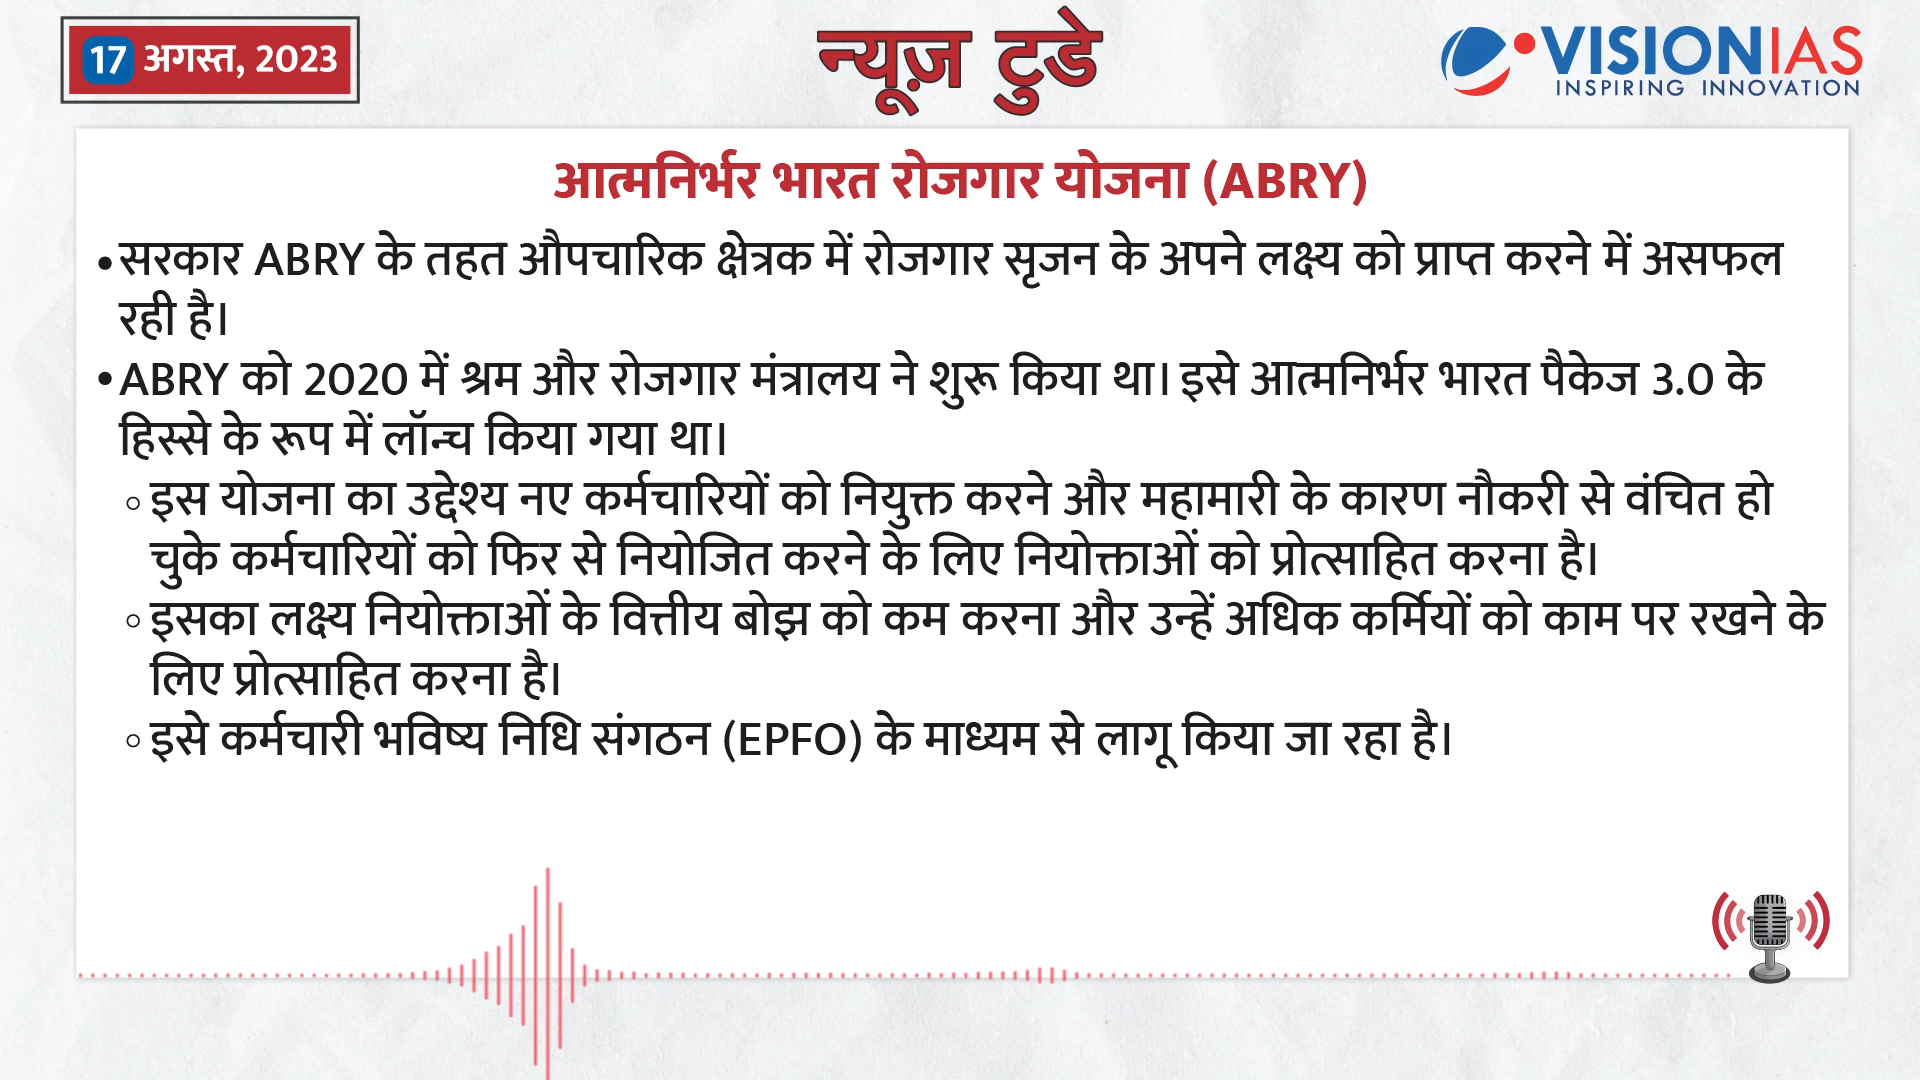 17 अगस्त, 2023
न्यूज़ टुडे
VISIONIAS
INSPIRING INNOVATION
आत्मनिर्भर भारत रोजगार योजना (ABRY)
•सरकार ABRY के तहत औपचारिक क्षेत्रक में रोजगार सृजन के अपने लक्ष्य को प्राप्त करने में असफल
रही है।
•ABRY को 2020 में श्रम और रोजगार मंत्रालय ने शुरू किया था। इसे आत्मनिर्भर भारत पैकेज 3.0 के
हिस्से के रूप में लॉन्च किया गया था।
◦इस योजना का उद्देश्य नए कर्मचारियों को नियुक्त करने और महामारी के कारण नौकरी से वंचित हो
चुके कर्मचारियों को फिर से नियोजित करने के लिए नियोक्ताओं को प्रोत्साहित करना है।
◦इसका लक्ष्य नियोक्ताओं के वित्तीय बोझ को कम करना और उन्हें अधिक कर्मियों को काम पर रखने के
लिए प्रोत्साहित करना है।
◦इसे कर्मचारी भविष्य निधि संगठन (EPFO) के माध्यम से लागू किया जा रहा है।